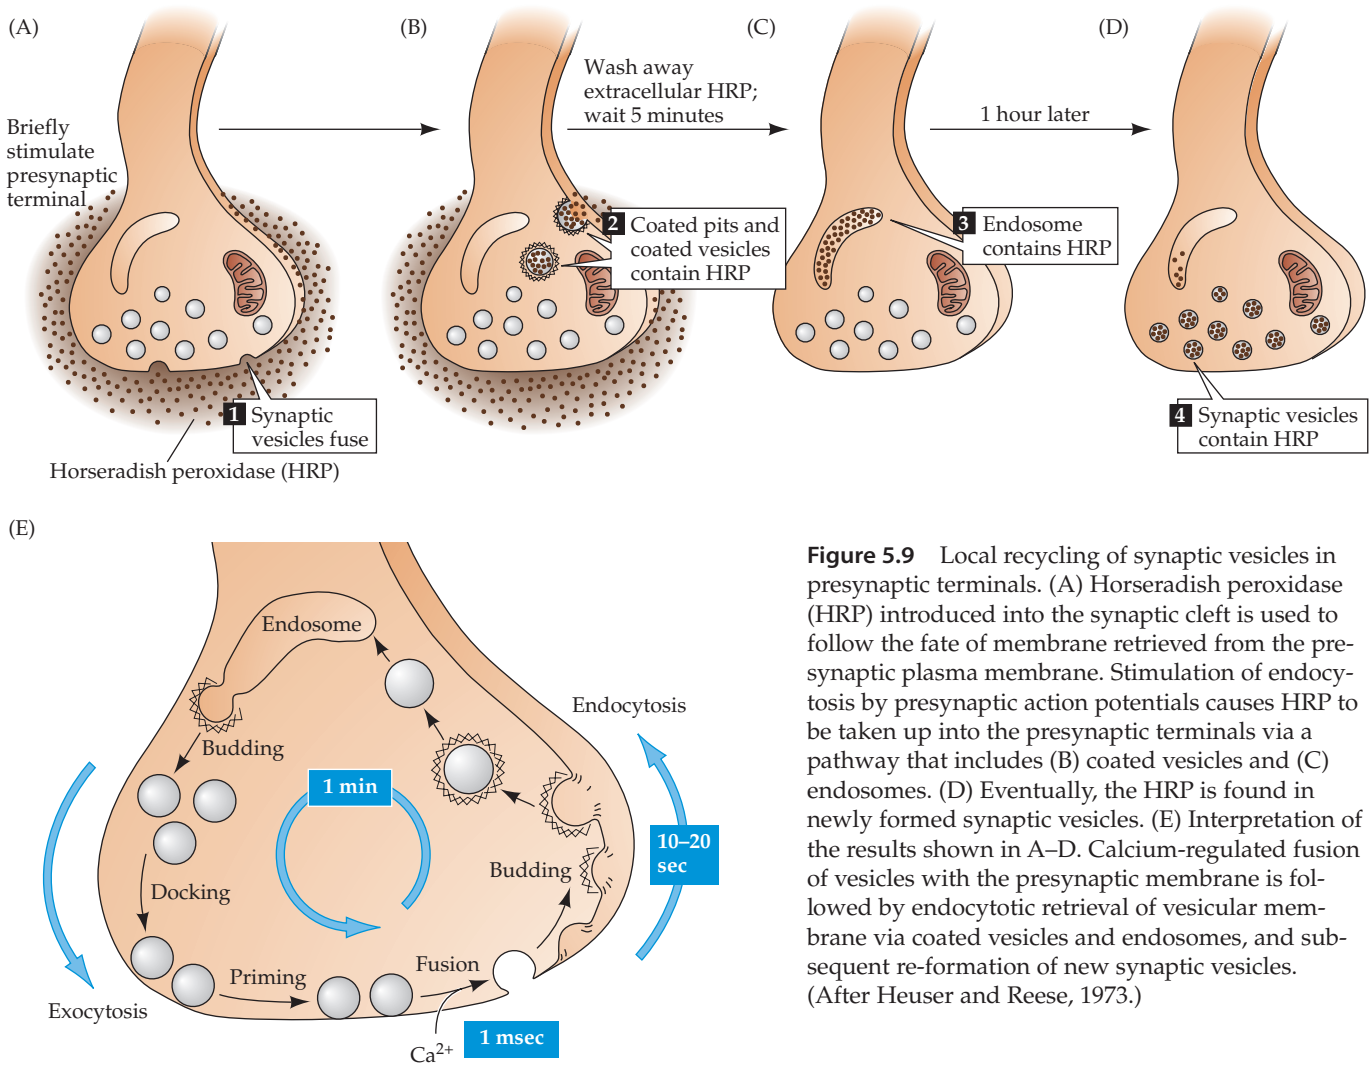 (A)
Briefly
stimulate
presynaptic
terminal
1 Synaptic
vesicles fuse
Horseradish peroxidase (HRP)
(B)
2 Coated pits and
coated vesicles
contain HRP
Wash away
extracellular HRP;
wait 5 minutes
(C)
3 Endosome
contains HRP
1 hour later
(D)
4 Synaptic vesicles
contain HRP
(E)
Endosome
Budding
Docking
Exocytosis
Priming
Fusion
Ca2+
1 msec
1 min
Budding
Endocytosis
10–20
sec
Figure 5.9 Local recycling of synaptic vesicles in
presynaptic terminals. (A) Horseradish peroxidase
(HRP) introduced into the synaptic cleft is used to
follow the fate of membrane retrieved from the pre-
synaptic plasma membrane. Stimulation of endocy-
tosis by presynaptic action potentials causes HRP to
be taken up into the presynaptic terminals via a
pathway that includes (B) coated vesicles and (C)
endosomes. (D) Eventually, the HRP is found in
newly formed synaptic vesicles. (E) Interpretation of
the results shown in A–D. Calcium-regulated fusion
of vesicles with the presynaptic membrane is fol-
lowed by endocytotic retrieval of vesicular mem-
brane via coated vesicles and endosomes, and sub-
sequent re-formation of new synaptic vesicles.
(After Heuser and Reese, 1973.)